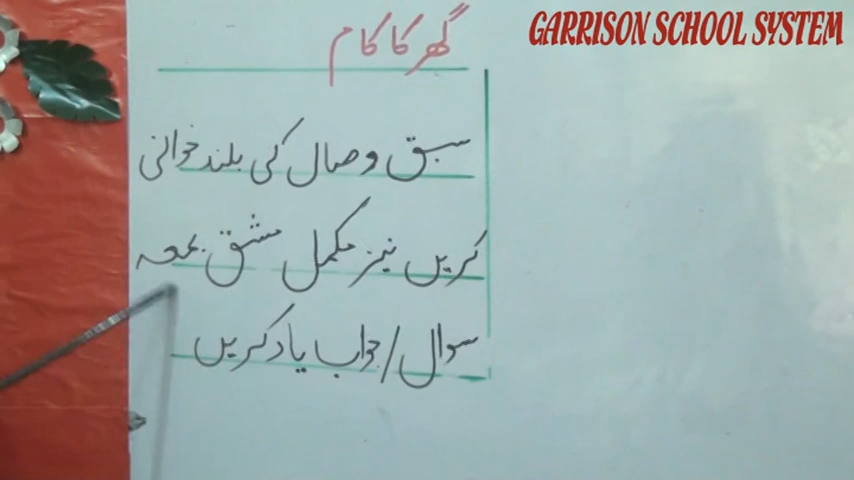 GARRISON SCHOOL SYSTEM
گھر کا کام
سبق وصال کی بلند خوانی
کریں نیز مکمل مشق بمعہ
سوال/جواب یاد کریں